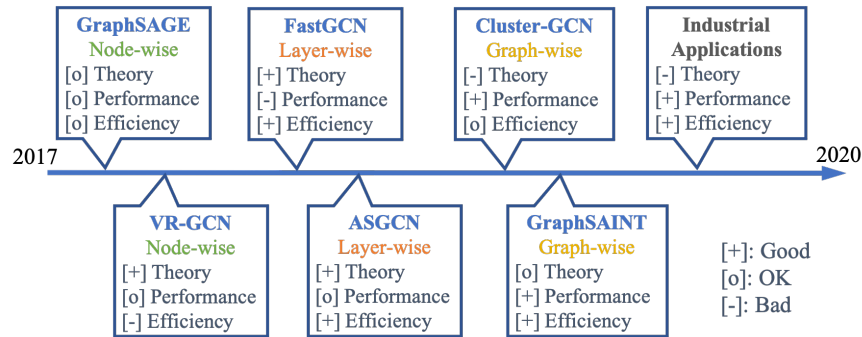 GraphSAGE
Node-wise
[o] Theory
[o] Performance
[o] Efficiency
FastGCN
Layer-wise
[+] Theory
[-] Performance
[+] Efficiency
Cluster-GCN
Graph-wise
[-] Theory
[+] Performance
[o] Efficiency
Industrial
Applications
[-] Theory
[+] Performance
[+] Efficiency
2017
2020
VR-GCN
Node-wise
[+] Theory
[o] Performance
[-] Efficiency
ASGCN
Layer-wise
[+] Theory
[o] Performance
[+] Efficiency
GraphSAINT
Graph-wise
[o] Theory
[+] Performance
[+] Efficiency
[+]: Good
[o]: OK
[-]: Bad